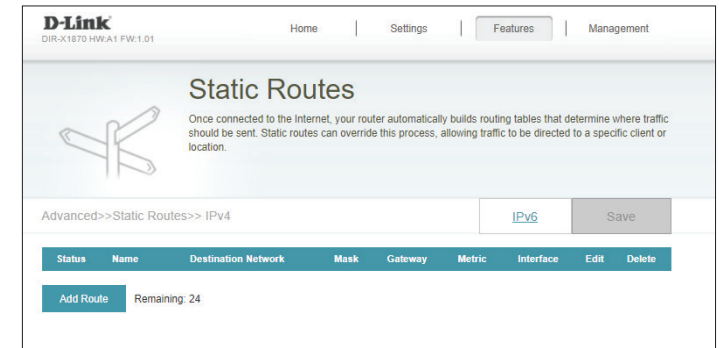 D-Link
DIR-X1870 HW:A1 FW:1.01
Home | Settings | Features | Management
Static Routes
Once connected to the Internet, your router automatically builds routing tables that determine where traffic
should be sent. Static routes can override this process, allowing traffic to be directed to a specific client or
location.
Advanced>>Static Routes>> IPv4
IPv6
Save
Status Name Destination Network Mask Gateway Metric Interface Edit Delete
Add Route Remaining: 24